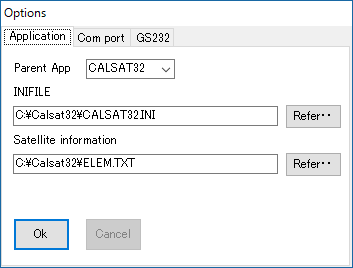 Options
Application Com port GS232
Parent App CALSAT32
INIFILE
C:¥Calsat32¥CALSAT32.INI Refer‥
Satellite information
C:¥Calsat32¥ELEM.TXT Refer‥
Ok Cancel